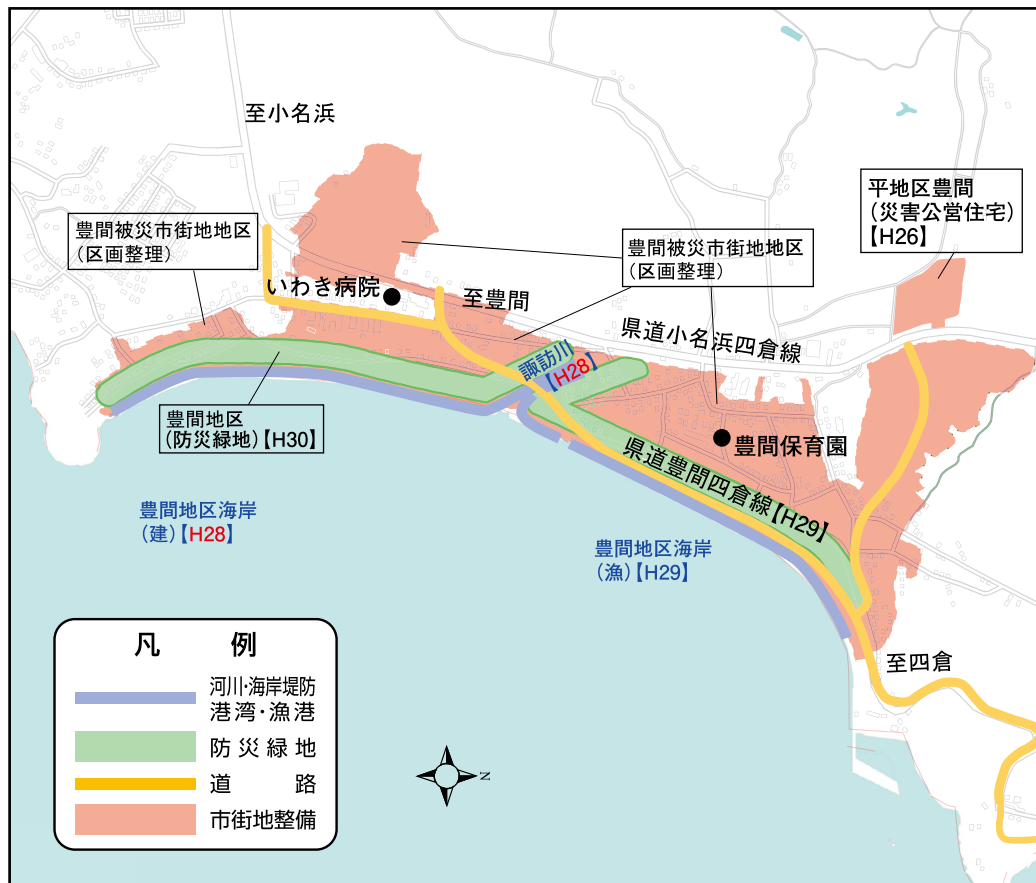 至小名浜
平地区豊間
(災害公営住宅)
【H26】
豊間被災市街地地区
(区画整理)
豊間被災市街地地区
(区画整理)
いわき病院
至豊間
県道小名浜四倉線
諏訪川
【H28】
豊間地区
(防災緑地)【H30】
豊間保育園
県道豊間四倉線【H29】
豊間地区海岸
(建)【H28】
豊間地区海岸
(漁)【H29】
至四倉
凡 例
河川・海岸堤防
港湾・漁港
防災緑地
道 路
市街地整備
N